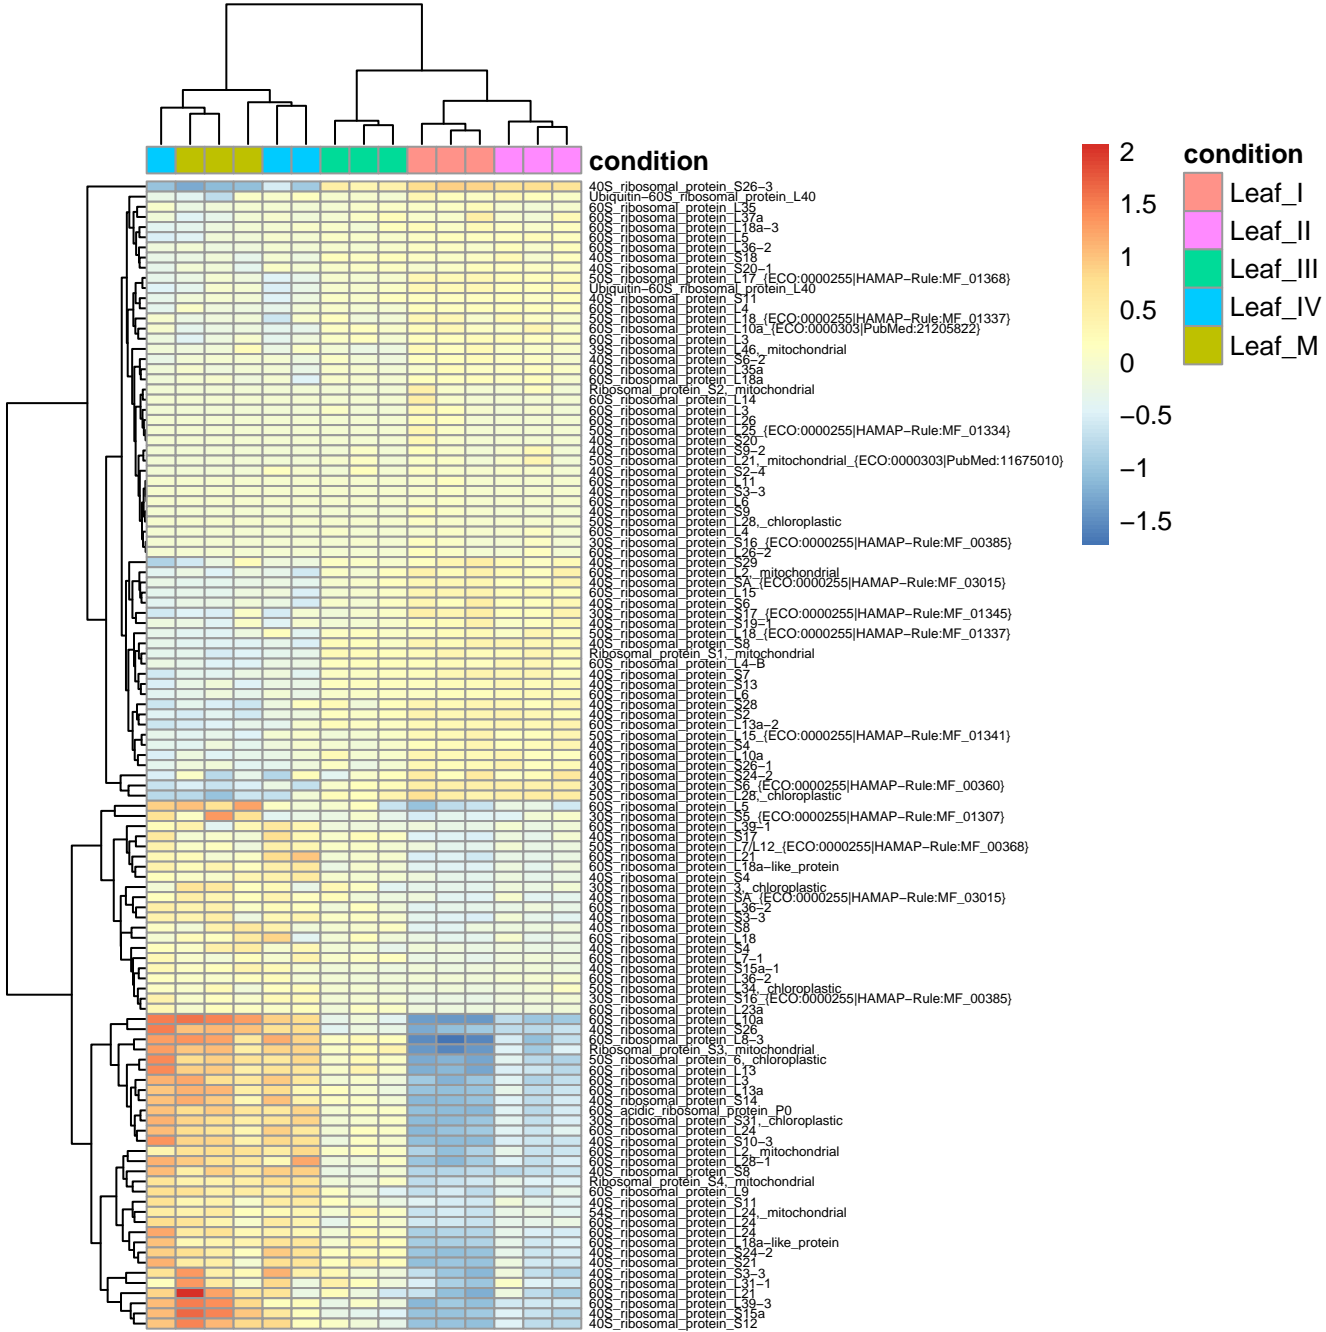 condition
40S_ribosomal_protein_S26−3
Ubiquitin−60S_ribosomal_protein_L40
60S_ribosomal_protein_L35
60S_ribosomal_protein_L37a
60S_ribosomal_protein_L18a−3
60S_ribosomal_protein_L5
60S_ribosomal_protein_L36−2
40S_ribosomal_protein_S18
40S_ribosomal_protein_S20−1
50S_ribosomal_protein_L17_{ECO:0000255|HAMAP−Rule:MF_01368}
Ubiquitin−60S_ribosomal_protein_L40
40S_ribosomal_protein_S11
60S_ribosomal_protein_L4
50S_ribosomal_protein_L18_{ECO:0000255|HAMAP−Rule:MF_01337}
60S_ribosomal_protein_L10a_{ECO:0000303|PubMed:21205822}
60S_ribosomal_protein_L3
39S_ribosomal_protein_L46,_mitochondrial
40S_ribosomal_protein_S6−2
60S_ribosomal_protein_L35a
60S_ribosomal_protein_L18a
Ribosomal_protein_S2,_mitochondrial
60S_ribosomal_protein_L14
60S_ribosomal_protein_L3
60S_ribosomal_protein_L26
50S_ribosomal_protein_L25_{ECO:0000255|HAMAP−Rule:MF_01334}
40S_ribosomal_protein_S20
40S_ribosomal_protein_S9−2
50S_ribosomal_protein_L21,_mitochondrial_{ECO:0000303|PubMed:11675010}
40S_ribosomal_protein_S2−4
60S_ribosomal_protein_L11
40S_ribosomal_protein_S3−3
60S_ribosomal_protein_L6
40S_ribosomal_protein_S9
50S_ribosomal_protein_L28,_chloroplastic
60S_ribosomal_protein_L4
30S_ribosomal_protein_S16_{ECO:0000255|HAMAP−Rule:MF_00385}
60S_ribosomal_protein_L26−2
40S_ribosomal_protein_S29
60S_ribosomal_protein_L2,_mitochondrial
40S_ribosomal_protein_SA_{ECO:0000255|HAMAP−Rule:MF_03015}
60S_ribosomal_protein_L15
40S_ribosomal_protein_S6
30S_ribosomal_protein_S17_{ECO:0000255|HAMAP−Rule:MF_01345}
40S_ribosomal_protein_S19−1
50S_ribosomal_protein_L18_{ECO:0000255|HAMAP−Rule:MF_01337}
40S_ribosomal_protein_S8
Ribosomal_protein_S1,_mitochondrial
60S_ribosomal_protein_L4−B
40S_ribosomal_protein_S7
40S_ribosomal_protein_S13
60S_ribosomal_protein_L6
40S_ribosomal_protein_S28
40S_ribosomal_protein_S2
60S_ribosomal_protein_L13a−2
50S_ribosomal_protein_L15_{ECO:0000255|HAMAP−Rule:MF_01341}
40S_ribosomal_protein_S4
60S_ribosomal_protein_L10a
40S_ribosomal_protein_S26−1
40S_ribosomal_protein_S24−2
30S_ribosomal_protein_S6_{ECO:0000255|HAMAP−Rule:MF_00360}
50S_ribosomal_protein_L28,_chloroplastic
60S_ribosomal_protein_L5
30S_ribosomal_protein_S5_{ECO:0000255|HAMAP−Rule:MF_01307}
60S_ribosomal_protein_L39−1
40S_ribosomal_protein_S17
50S_ribosomal_protein_L7/L12_{ECO:0000255|HAMAP−Rule:MF_00368}
60S_ribosomal_protein_L21
60S_ribosomal_protein_L18a−like_protein
40S_ribosomal_protein_S4
30S_ribosomal_protein_3,_chloroplastic
40S_ribosomal_protein_SA_{ECO:0000255|HAMAP−Rule:MF_03015}
60S_ribosomal_protein_L36−2
40S_ribosomal_protein_S3−3
40S_ribosomal_protein_S8
60S_ribosomal_protein_L18
40S_ribosomal_protein_S4
60S_ribosomal_protein_L7−1
40S_ribosomal_protein_S15a−1
60S_ribosomal_protein_L36−2
50S_ribosomal_protein_L34,_chloroplastic
30S_ribosomal_protein_S16_{ECO:0000255|HAMAP−Rule:MF_00385}
60S_ribosomal_protein_L23a
60S_ribosomal_protein_L10a
40S_ribosomal_protein_S26
60S_ribosomal_protein_L8−3
Ribosomal_protein_S3,_mitochondrial
50S_ribosomal_protein_6,_chloroplastic
60S_ribosomal_protein_L13
60S_ribosomal_protein_L3
60S_ribosomal_protein_L13a
40S_ribosomal_protein_S14
60S_acidic_ribosomal_protein_P0
30S_ribosomal_protein_S31,_chloroplastic
60S_ribosomal_protein_L24
40S_ribosomal_protein_S10−3
60S_ribosomal_protein_L2,_mitochondrial
60S_ribosomal_protein_L28−1
40S_ribosomal_protein_S8
Ribosomal_protein_S4,_mitochondrial
60S_ribosomal_protein_L9
40S_ribosomal_protein_S11
54S_ribosomal_protein_L24,_mitochondrial
60S_ribosomal_protein_L24
60S_ribosomal_protein_L24
60S_ribosomal_protein_L18a−like_protein
40S_ribosomal_protein_S24−2
40S_ribosomal_protein_S21
40S_ribosomal_protein_S3−3
60S_ribosomal_protein_L31−1
60S_ribosomal_protein_L21
60S_ribosomal_protein_L39−3
40S_ribosomal_protein_S15a
40S_ribosomal_protein_S12
2
1.5
1
0.5
0
−0.5
−1
−1.5
condition
Leaf_I
Leaf_II
Leaf_III
Leaf_IV
Leaf_M